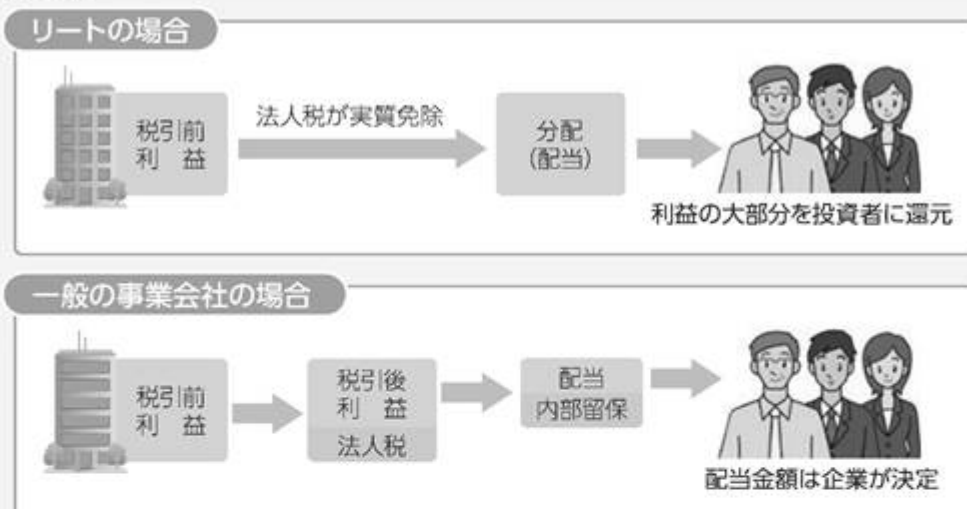 リートの場合
税引前
利 益
法人税が実質免除
分配
(配当)
利益の大部分を投資者に還元
一般の事業会社の場合
税引前
利 益
税引後
利 益
法人税
配当
内部留保
配当金額は企業が決定